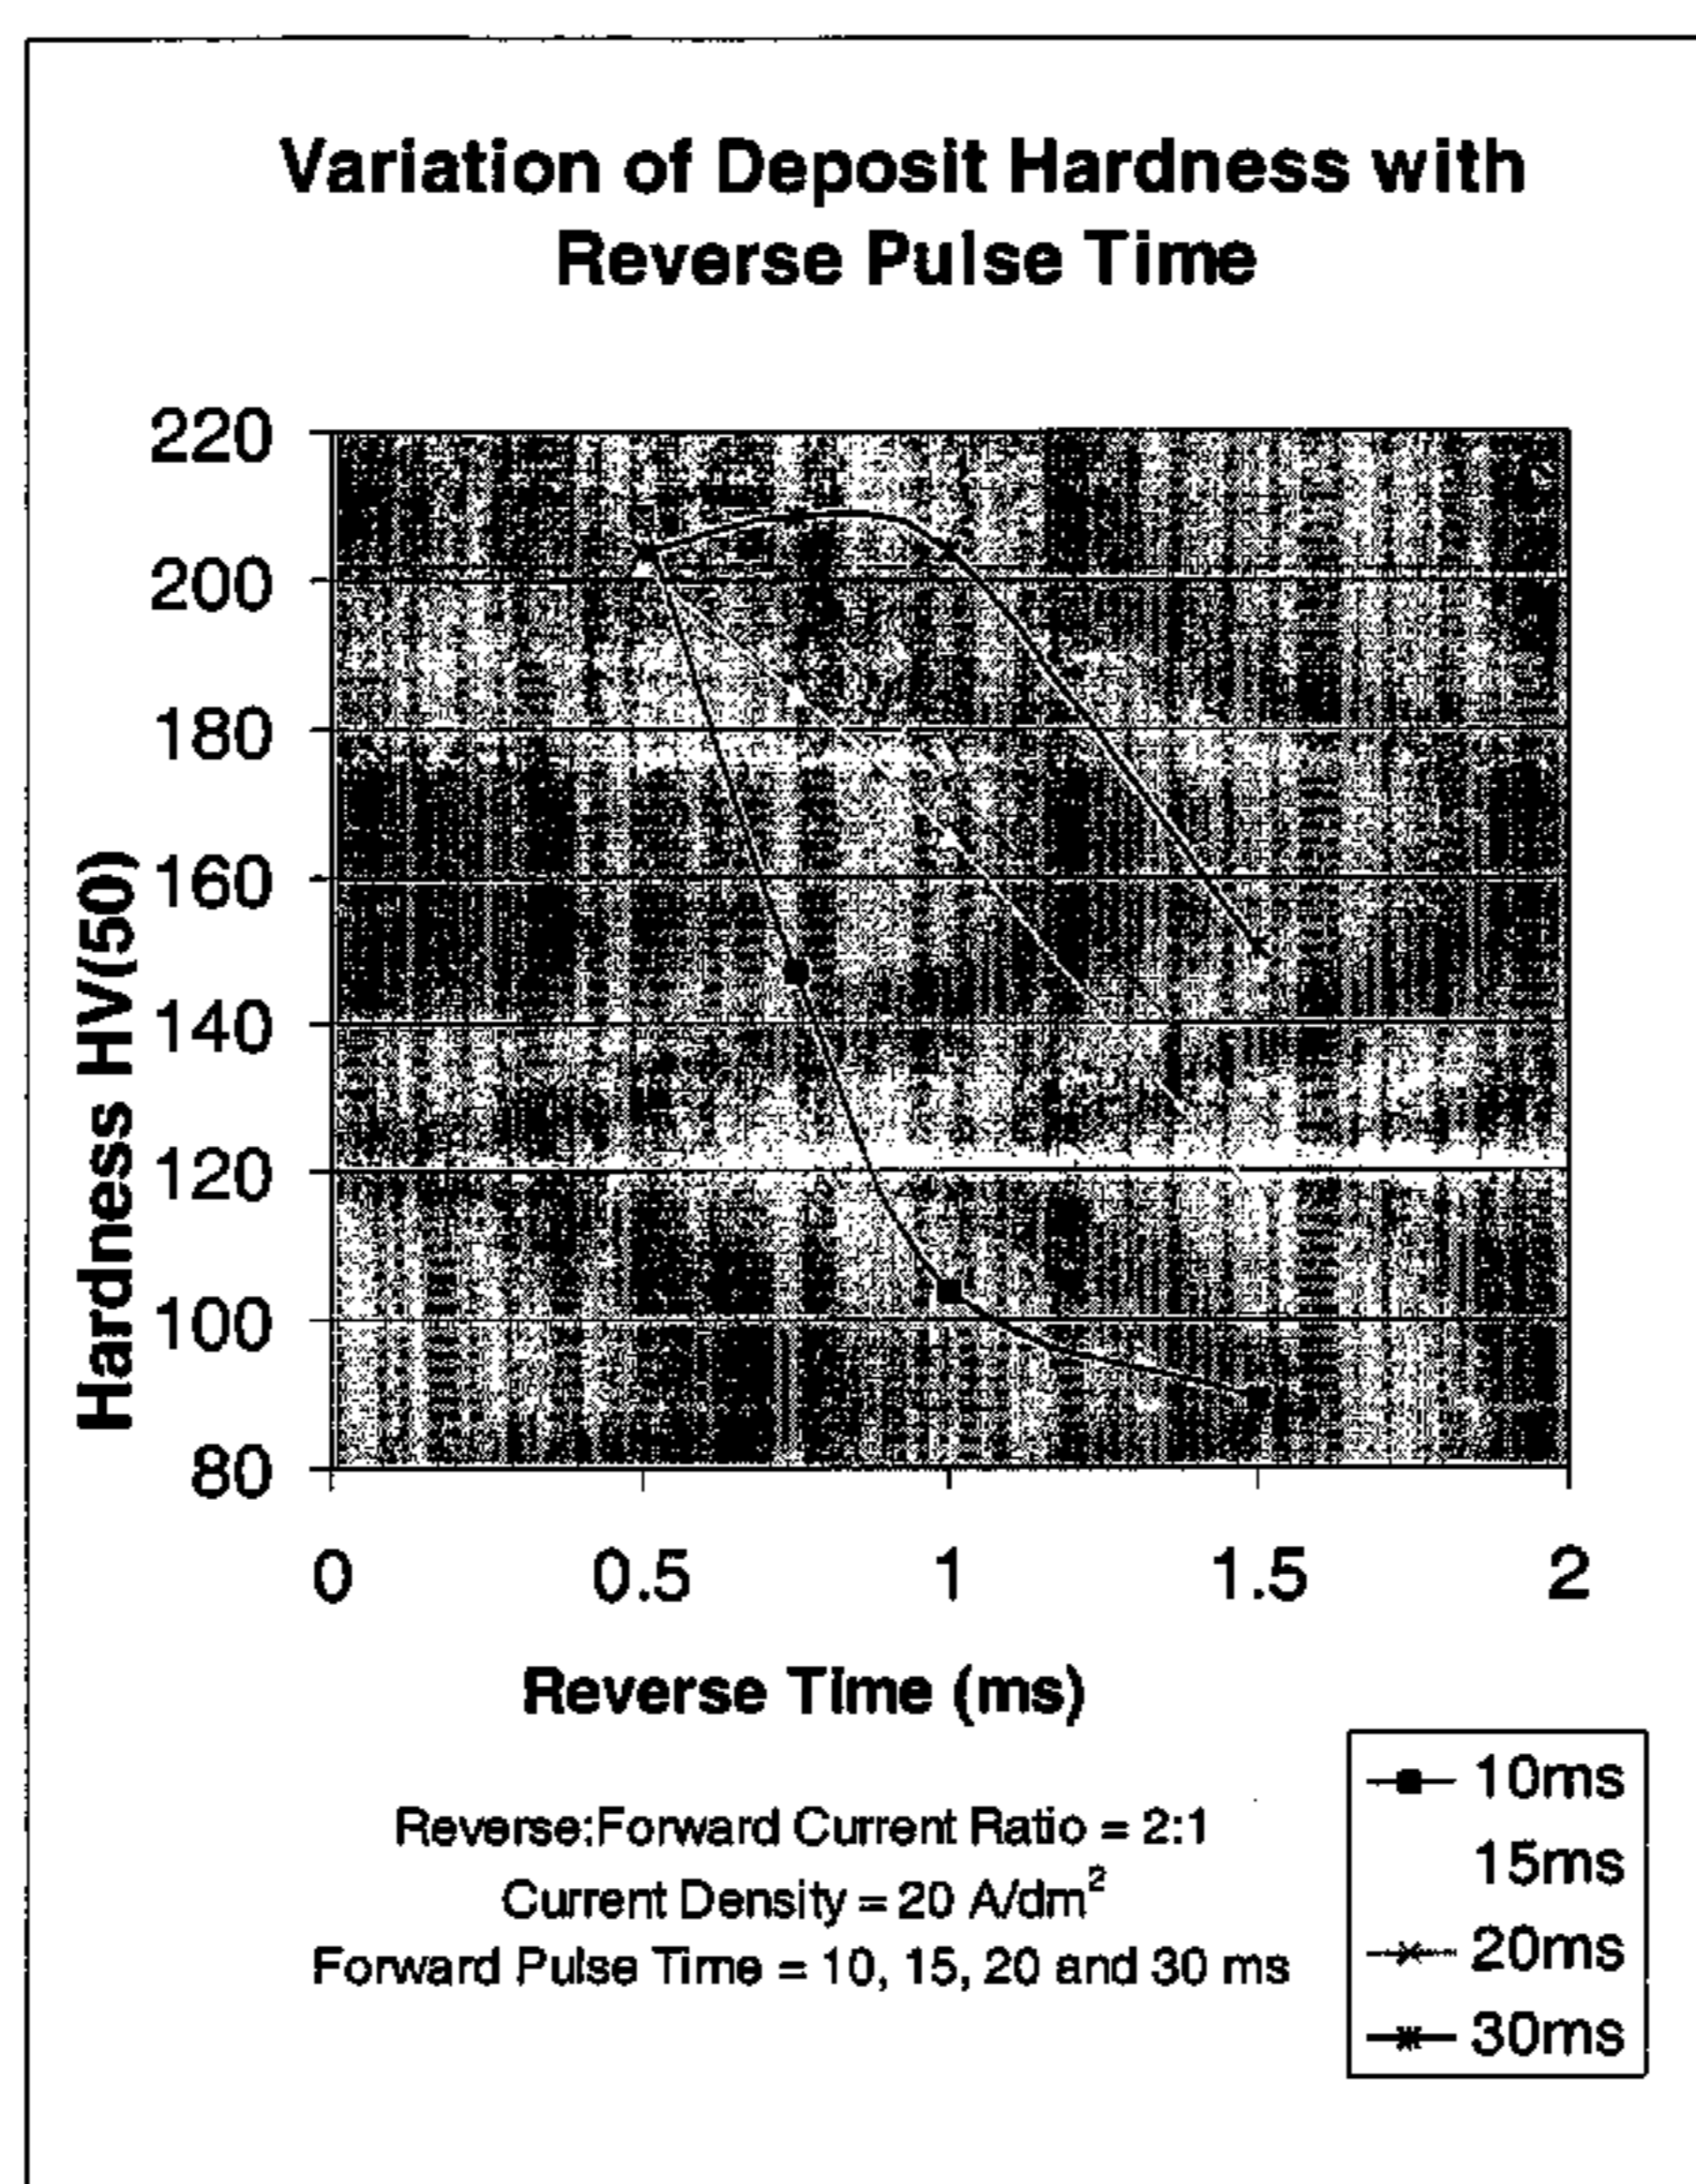 Variation of Deposit Hardness with
Reverse Pulse Time
220
200
180
160
140
120
100
80
Hardness HV(50)
0 0.5 1 1.5 2
Reverse Time (ms)
Reverse:Forward Current Ratio = 2:1
Current Density = 20 A/dm²
Forward Pulse Time = 10, 15, 20 and 30 ms
10ms
15ms
20ms
30ms